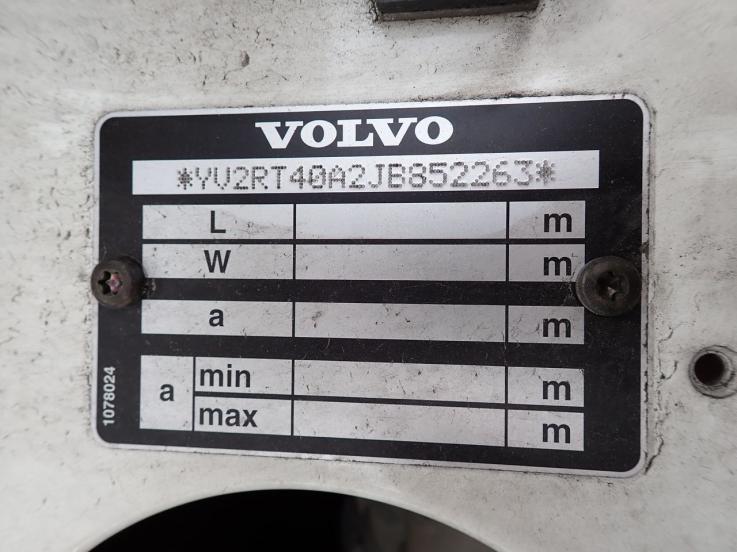 VOLVO
*YV2RT40A2JB852263*
L m
W m
a m
a min m
max m
1078024